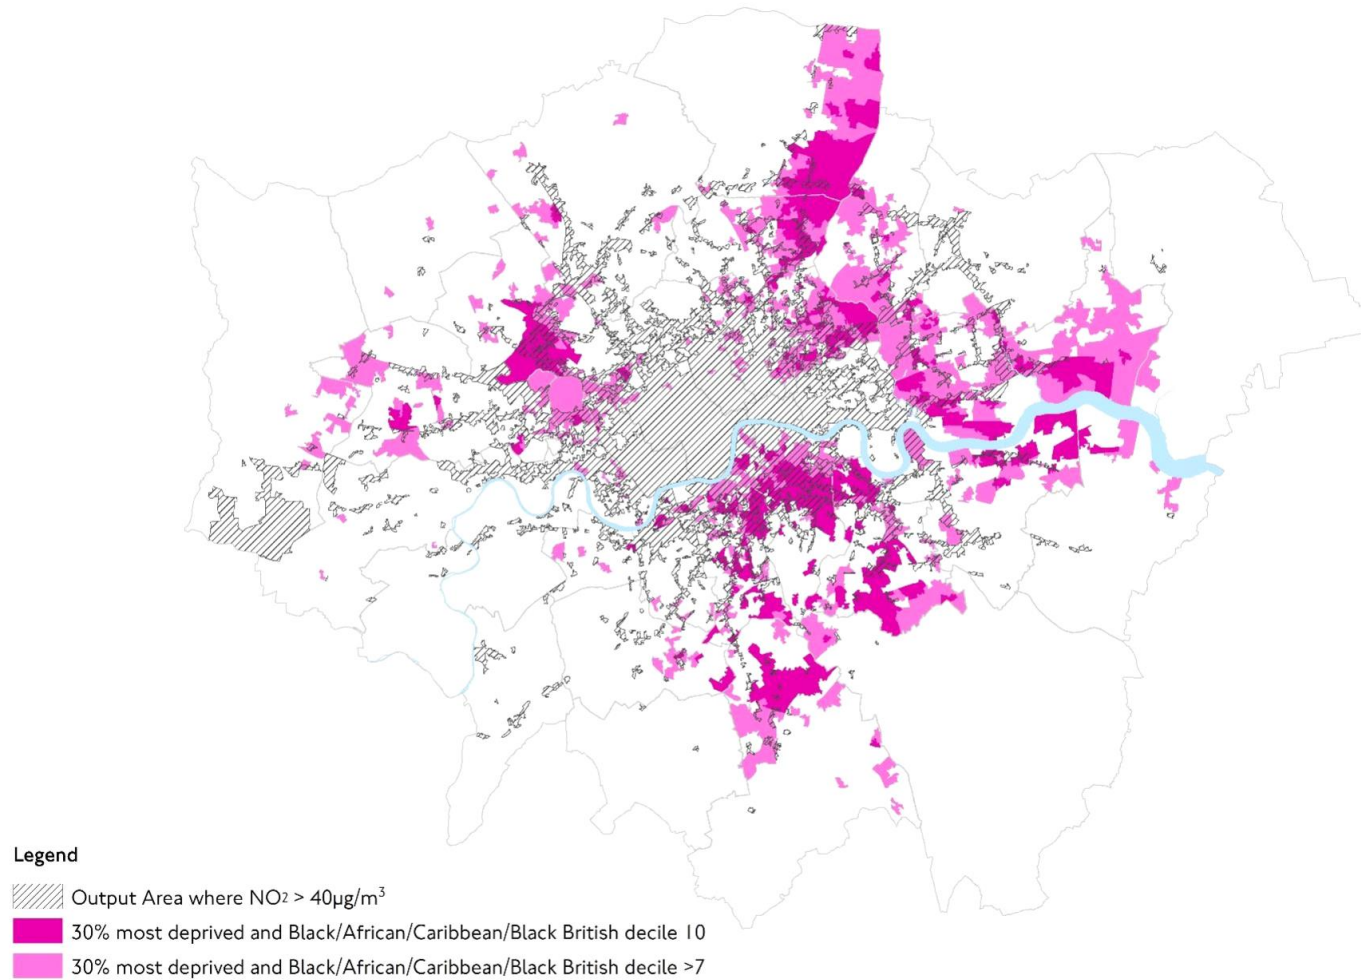 Legend
Output Area where NO2 > 40µg/m³
30% most deprived and Black/African/Caribbean/Black British decile 10
30% most deprived and Black/African/Caribbean/Black British decile >7